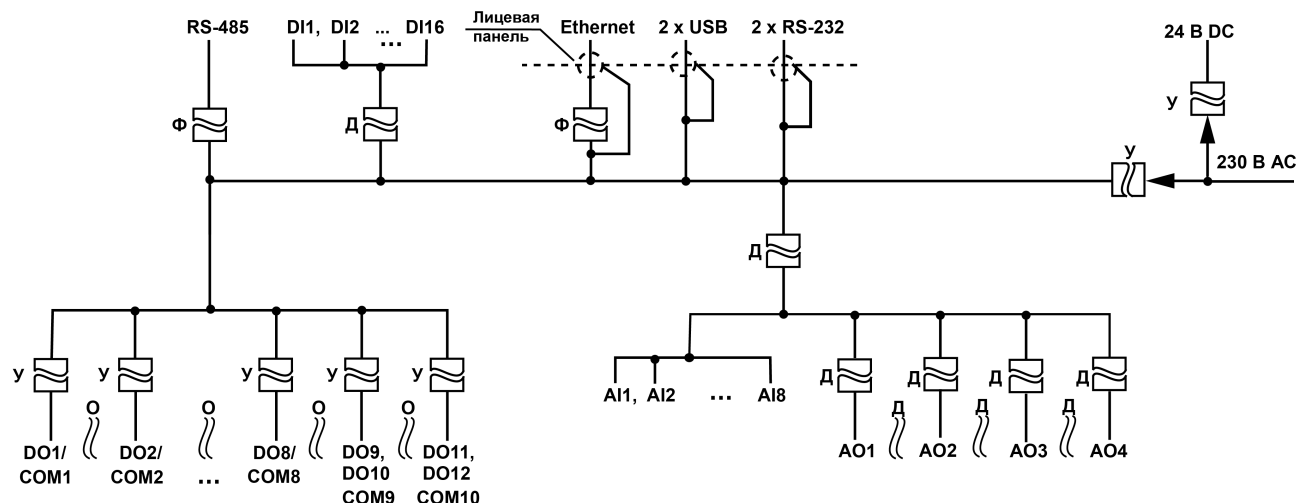 Лицевая
панель
RS-485
DI1, DI2 ... DI16
...
Ethernet
2 x USB
2 x RS-232
24 В DC
Ф
Д
Ф
У
У
230 В AC
Д
У
У
У
У
У
О
О
О
О
DO1/
COM1
DO2/
COM2
...
DO8/
COM8
DO9,
DO10
COM9
DO11,
DO12
COM10
AI1, AI2 ... AI8
Д
Д
Д
Д
Д
Д
Д
AO1
AO2
AO3
AO4